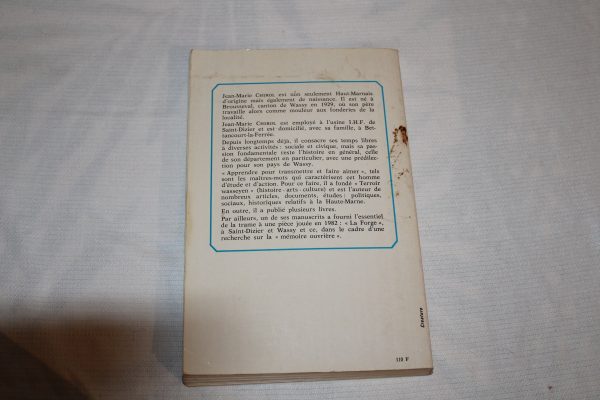 Jean-Marie CHIROL est non seulement Haut-Marnais
d'origine mais également de naissance. Il est né à
Brousseval, canton de Wassy en 1929, où son père
travaille alors comme mouleur aux fonderies de la
localité.
Jean-Marie CHIROL est employé à l'usine I.H.F. de
Saint-Dizier et est domicilié, avec sa famille, à Bet-
tancourt-la-Ferrée.
Depuis longtemps déjà, il consacre ses temps libres
à diverses activités : sociale et civique, mais sa pas-
sion fondamentale reste l'histoire en général, celle
de son département en particulier, avec une prédilec-
tion pour son pays de Wassy.
« Apprendre pour transmettre et faire aimer », tels
sont les maîtres-mots qui caractérisent cet homme
d'étude et d'action. Pour ce faire, il a fondé « Terroir
wasseyen » (histoire - arts - culture) et est l'auteur de
nombreux articles, documents, études : politiques,
sociaux, historiques relatifs à la Haute-Marne.
En outre, il a publié plusieurs livres.
Par ailleurs, un de ses manuscrits a fourni l'essentiel
de la trame à une pièce jouée en 1982 : « La Forge »,
à Saint-Dizier et Wassy et ce, dans le cadre d'une
recherche sur la « mémoire ouvrière ».
110 F